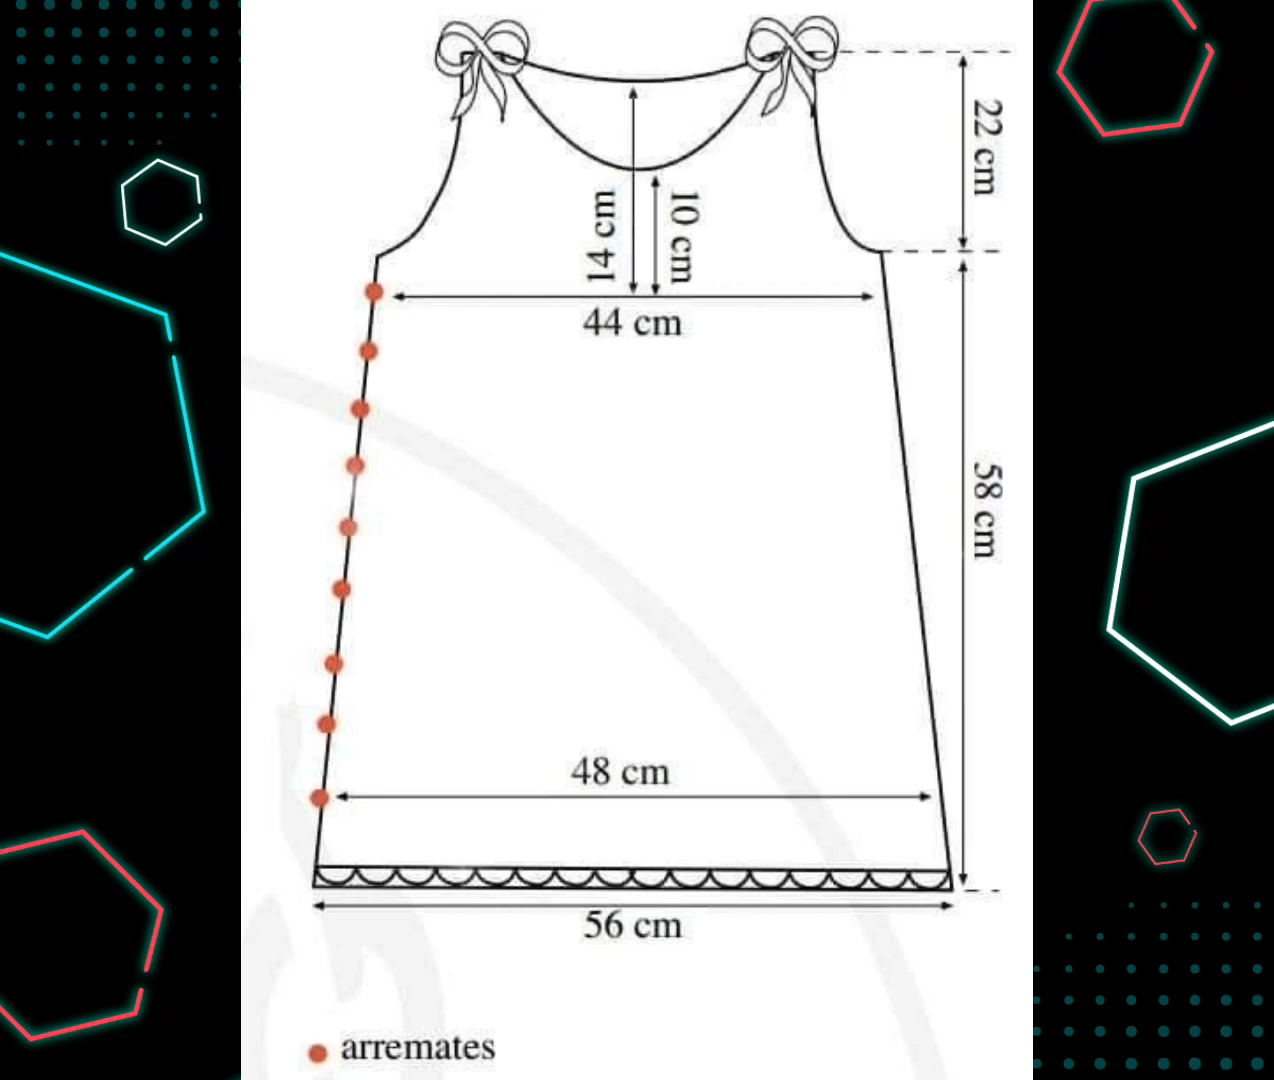 22 cm
14 cm
10 cm
44 cm
58 cm
48 cm
56 cm
arremates